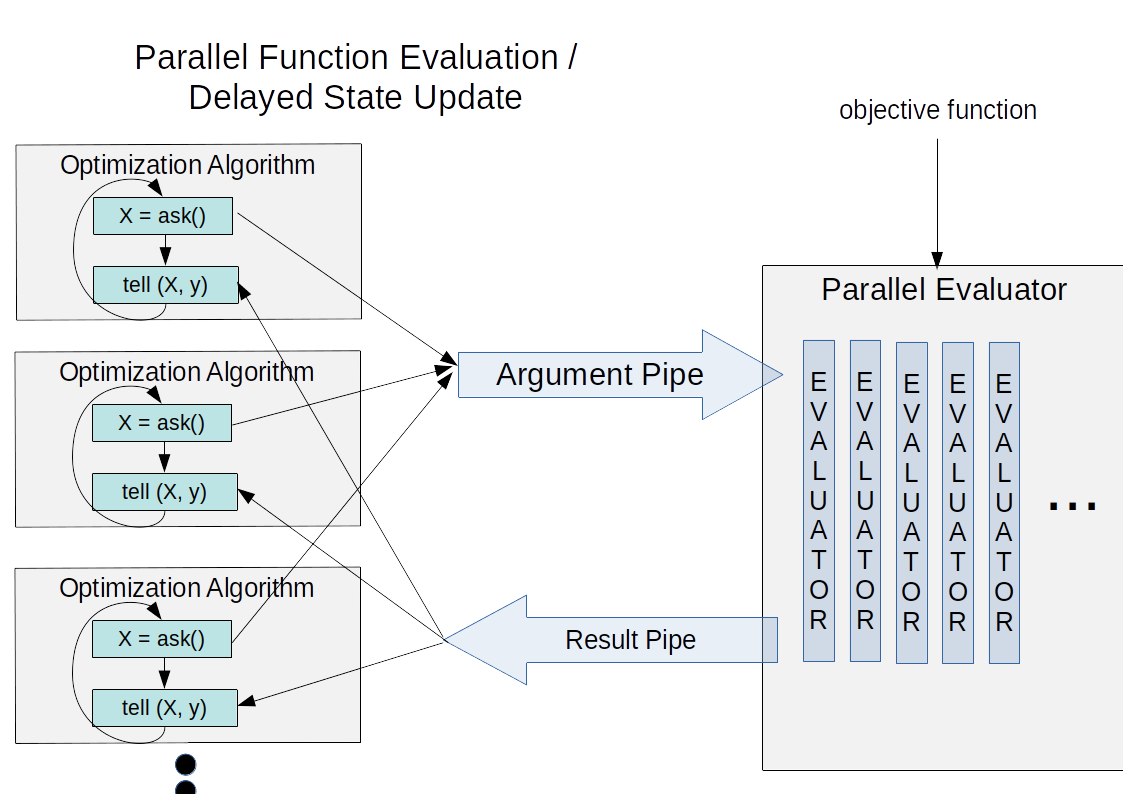 Parallel Function Evaluation /
Delayed State Update
objective function
Optimization Algorithm
X = ask()
tell (X, y)
Optimization Algorithm
X = ask()
tell (X, y)
Optimization Algorithm
X = ask()
tell (X, y)
Argument Pipe
Result Pipe
Parallel Evaluator
EVALUATOR
EVALUATOR
EVALUATOR
EVALUATOR
EVALUATOR
...